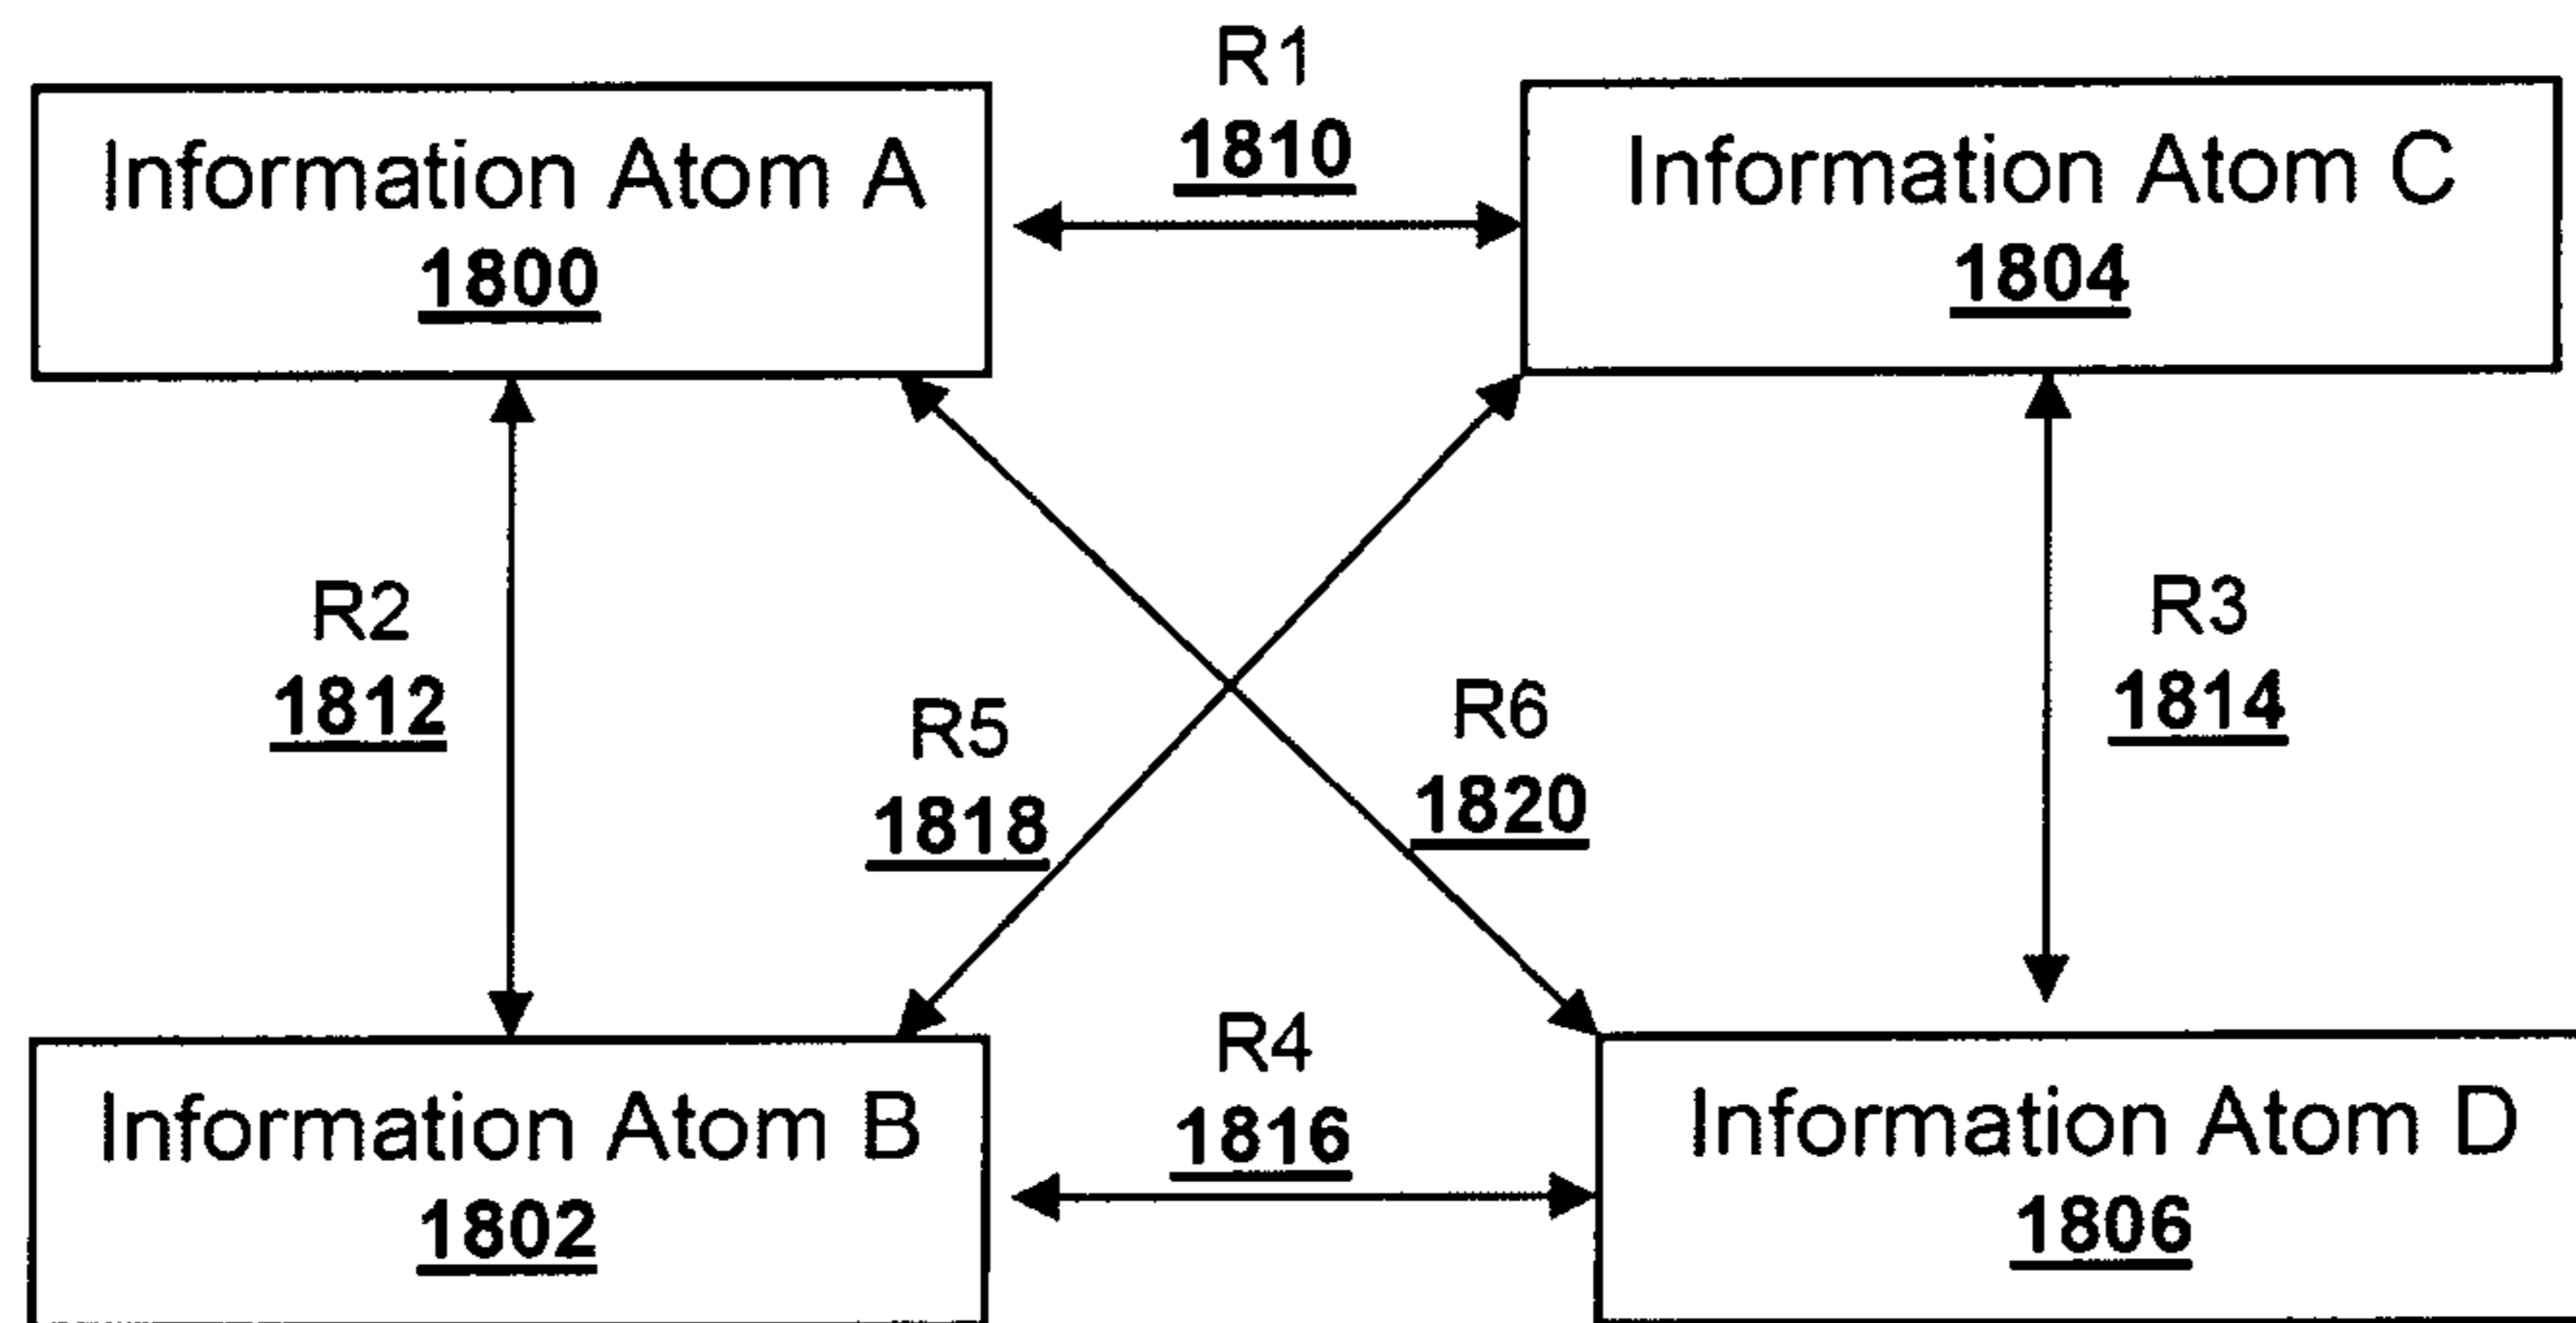 R1
1810
Information Atom A
1800
Information Atom C
1804
R2
1812
R5
1818
R6
1820
R3
1814
R4
1816
Information Atom B
1802
Information Atom D
1806